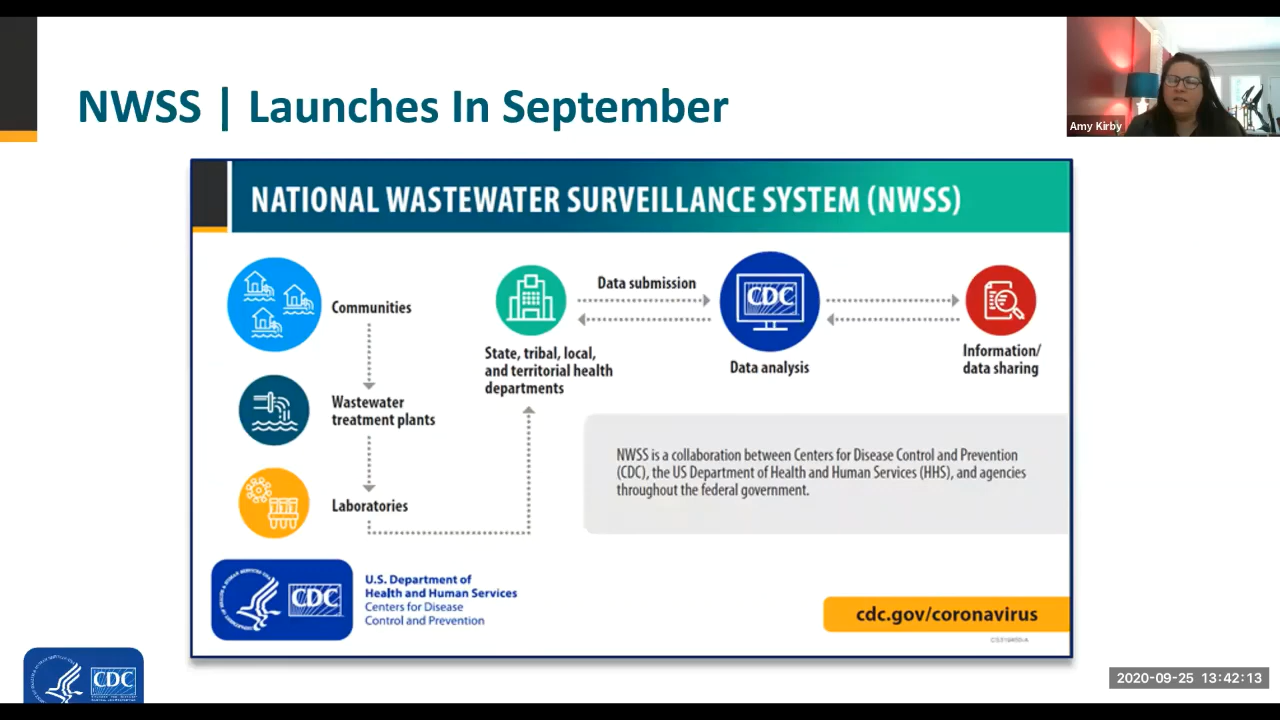 NWSS | Launches In September
Amy Kirby
NATIONAL WASTEWATER SURVEILLANCE SYSTEM (NWSS)
Communities
Wastewater
treatment plants
Laboratories
State, tribal, local,
and territorial health
departments
Data submission
CDC
Data analysis
Information/
data sharing
NWSS is a collaboration between Centers for Disease Control and Prevention
(CDC), the US Department of Health and Human Services (HHS), and agencies
throughout the federal government.
CDC
U.S. Department of
Health and Human Services
Centers for Disease
Control and Prevention
cdc.gov/coronavirus
CDC
2020-09-25 13:42:13